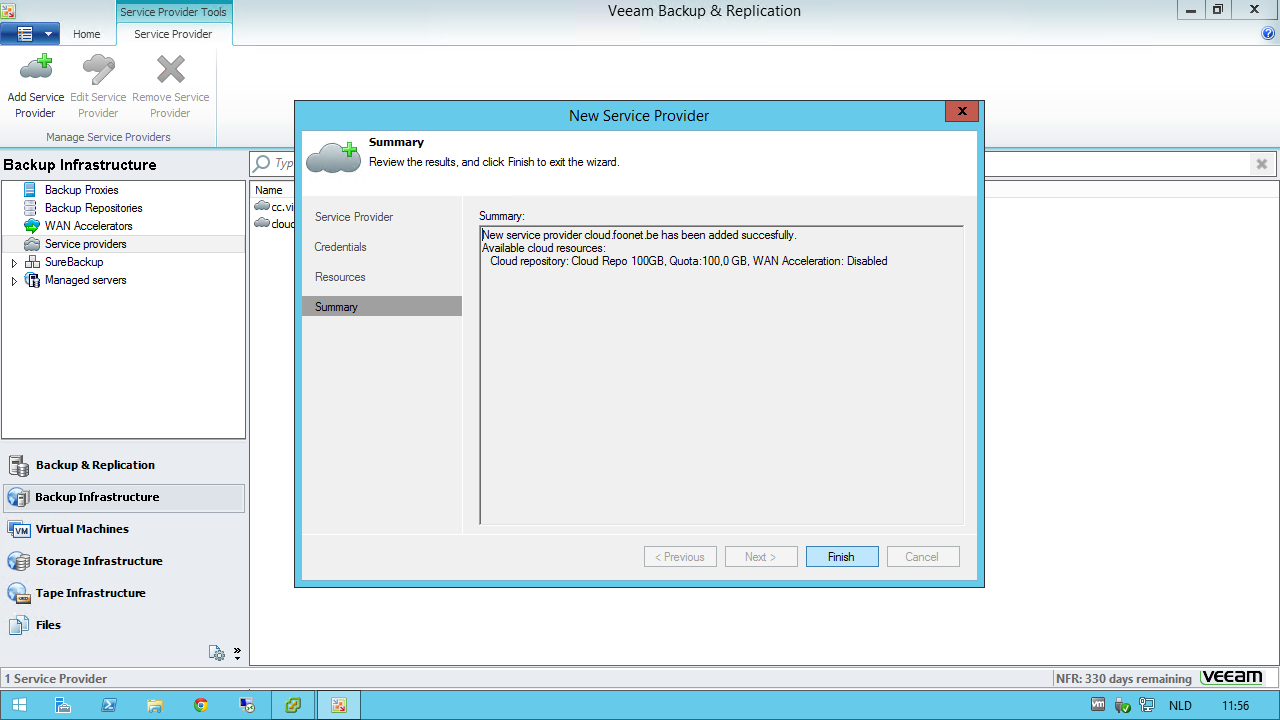 Service Provider Tools
Veeam Backup & Replication
Home
Service Provider
Add Service Provider
Edit Service Provider
Remove Service Provider
Manage Service Providers
Backup Infrastructure
Backup Proxies
Backup Repositories
WAN Accelerators
Service providers
SureBackup
Managed servers
Backup & Replication
Backup Infrastructure
Virtual Machines
Storage Infrastructure
Tape Infrastructure
Files
Typ
Name
cc.vi
cloud
New Service Provider
x
Summary
Review the results, and click Finish to exit the wizard.
Service Provider
Credentials
Resources
Summary
Summary:
New service provider cloud.foonet.be has been added succesfully.
Available cloud resources:
Cloud repository: Cloud Repo 100GB, Quota:100,0 GB, WAN Acceleration: Disabled
< Previous
Next >
Finish
Cancel
1 Service Provider
NFR: 330 days remaining
veeam
NLD
11:56